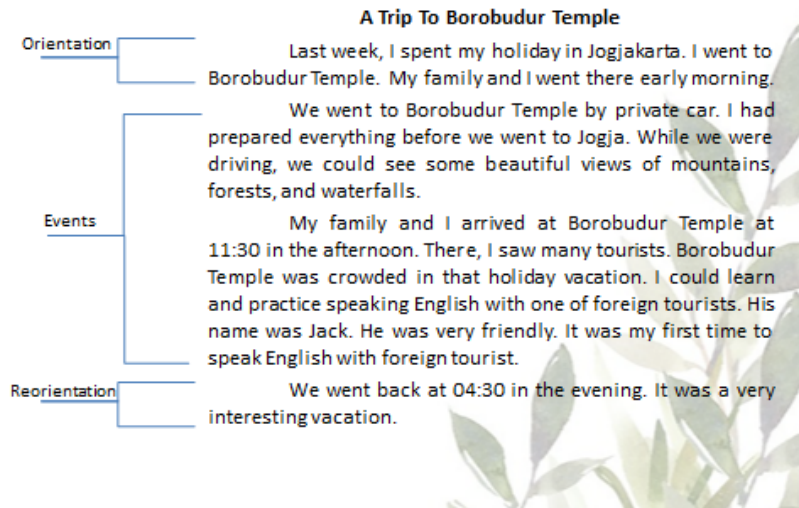 A Trip To Borobudur Temple
Orientation
Last week, I spent my holiday in Jogjakarta. I went to
Borobudur Temple. My family and I went there early morning.
We went to Borobudur Temple by private car. I had
prepared everything before we went to Jogja. While we were
driving, we could see some beautiful views of mountains,
forests, and waterfalls.
Events
My family and I arrived at Borobudur Temple at
11:30 in the afternoon. There, I saw many tourists. Borobudur
Temple was crowded in that holiday vacation. I could learn
and practice speaking English with one of foreign tourists. His
name was Jack. He was very friendly. It was my first time to
speak English with foreign tourist.
Reorientation
We went back at 04:30 in the evening. It was a very
interesting vacation.